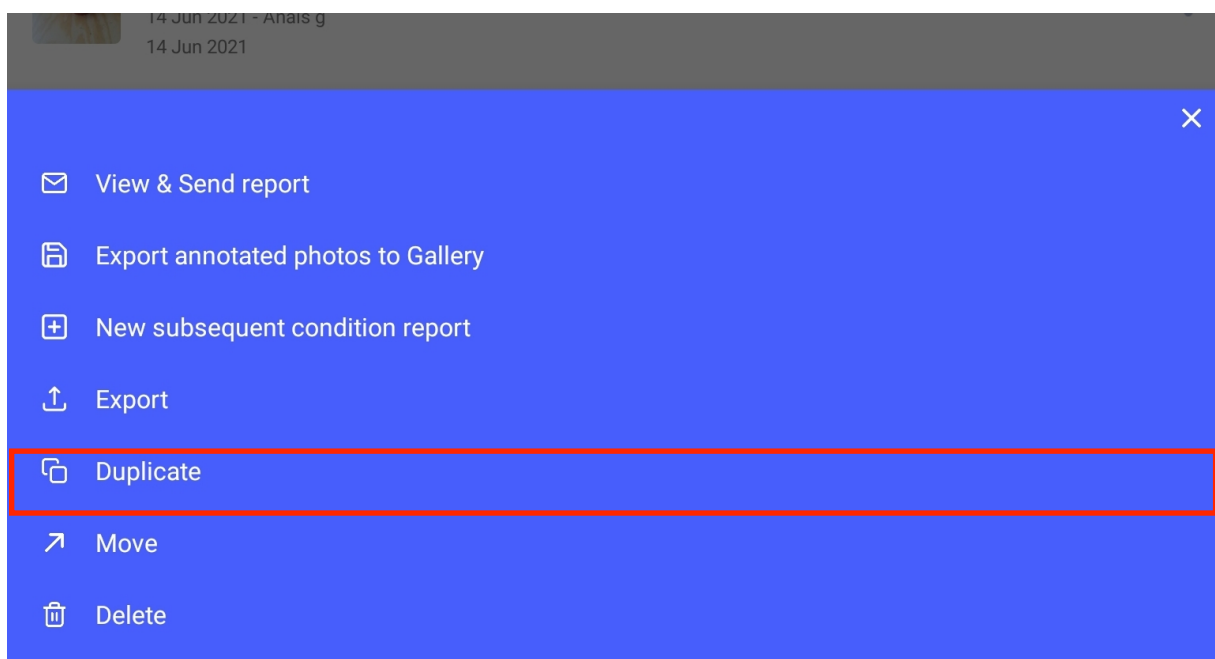 14 Jun 2021 - Anais g
14 Jun 2021
View & Send report
Export annotated photos to Gallery
New subsequent condition report
Export
Duplicate
Move
Delete